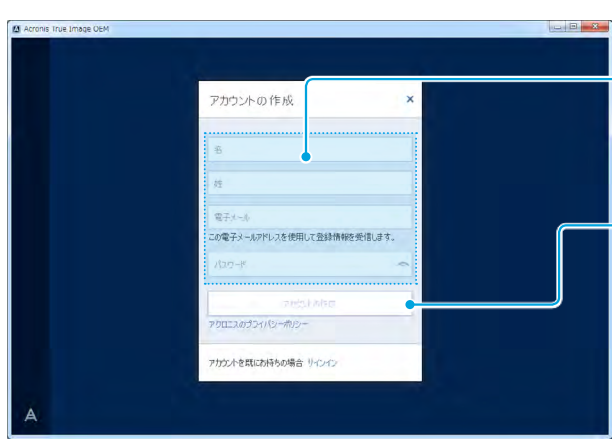 Acronis True Image OEM
アカウントの作成
名
姓
電子メール
この電子メールアドレスを使用して登録情報を受信します。
パスワード
アカウントの作成
アクロニスのプライバシーポリシー
アカウントを既にお持ちの場合 サインイン
A